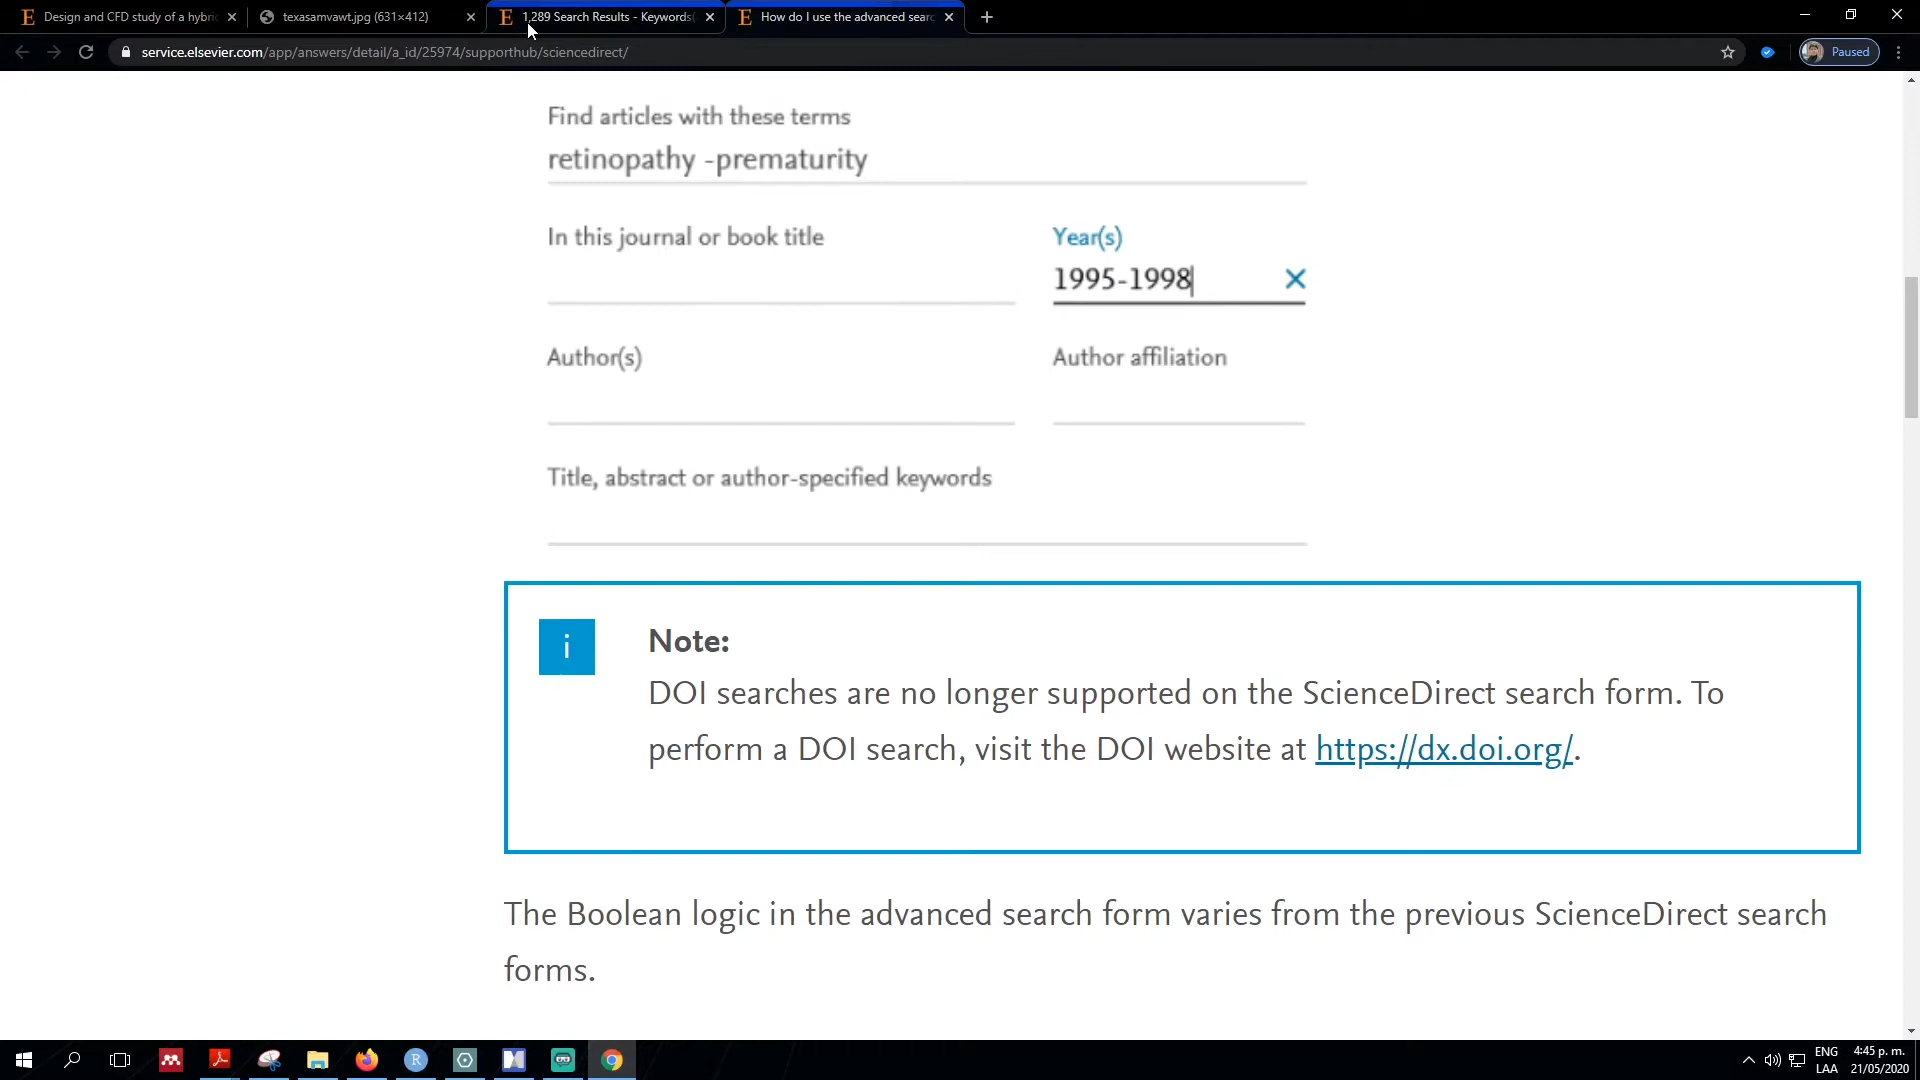 Design and CFD study of a hybri
texasamvawt.jpg (631×412)
1,289 Search Results - Keywords(
How do I use the advanced searc
service.elsevier.com/app/answers/detail/a_id/25974/supporthub/sciencedirect/
Paused
Find articles with these terms
retinopathy -prematurity
In this journal or book title
Year(s)
1995-1998
Author(s)
Author affiliation
Title, abstract or author-specified keywords
i
Note:
DOI searches are no longer supported on the ScienceDirect search form. To
perform a DOI search, visit the DOI website at https://dx.doi.org/.
The Boolean logic in the advanced search form varies from the previous ScienceDirect search
forms.
ENG
LAA
4:45 p. m.
21/05/2020